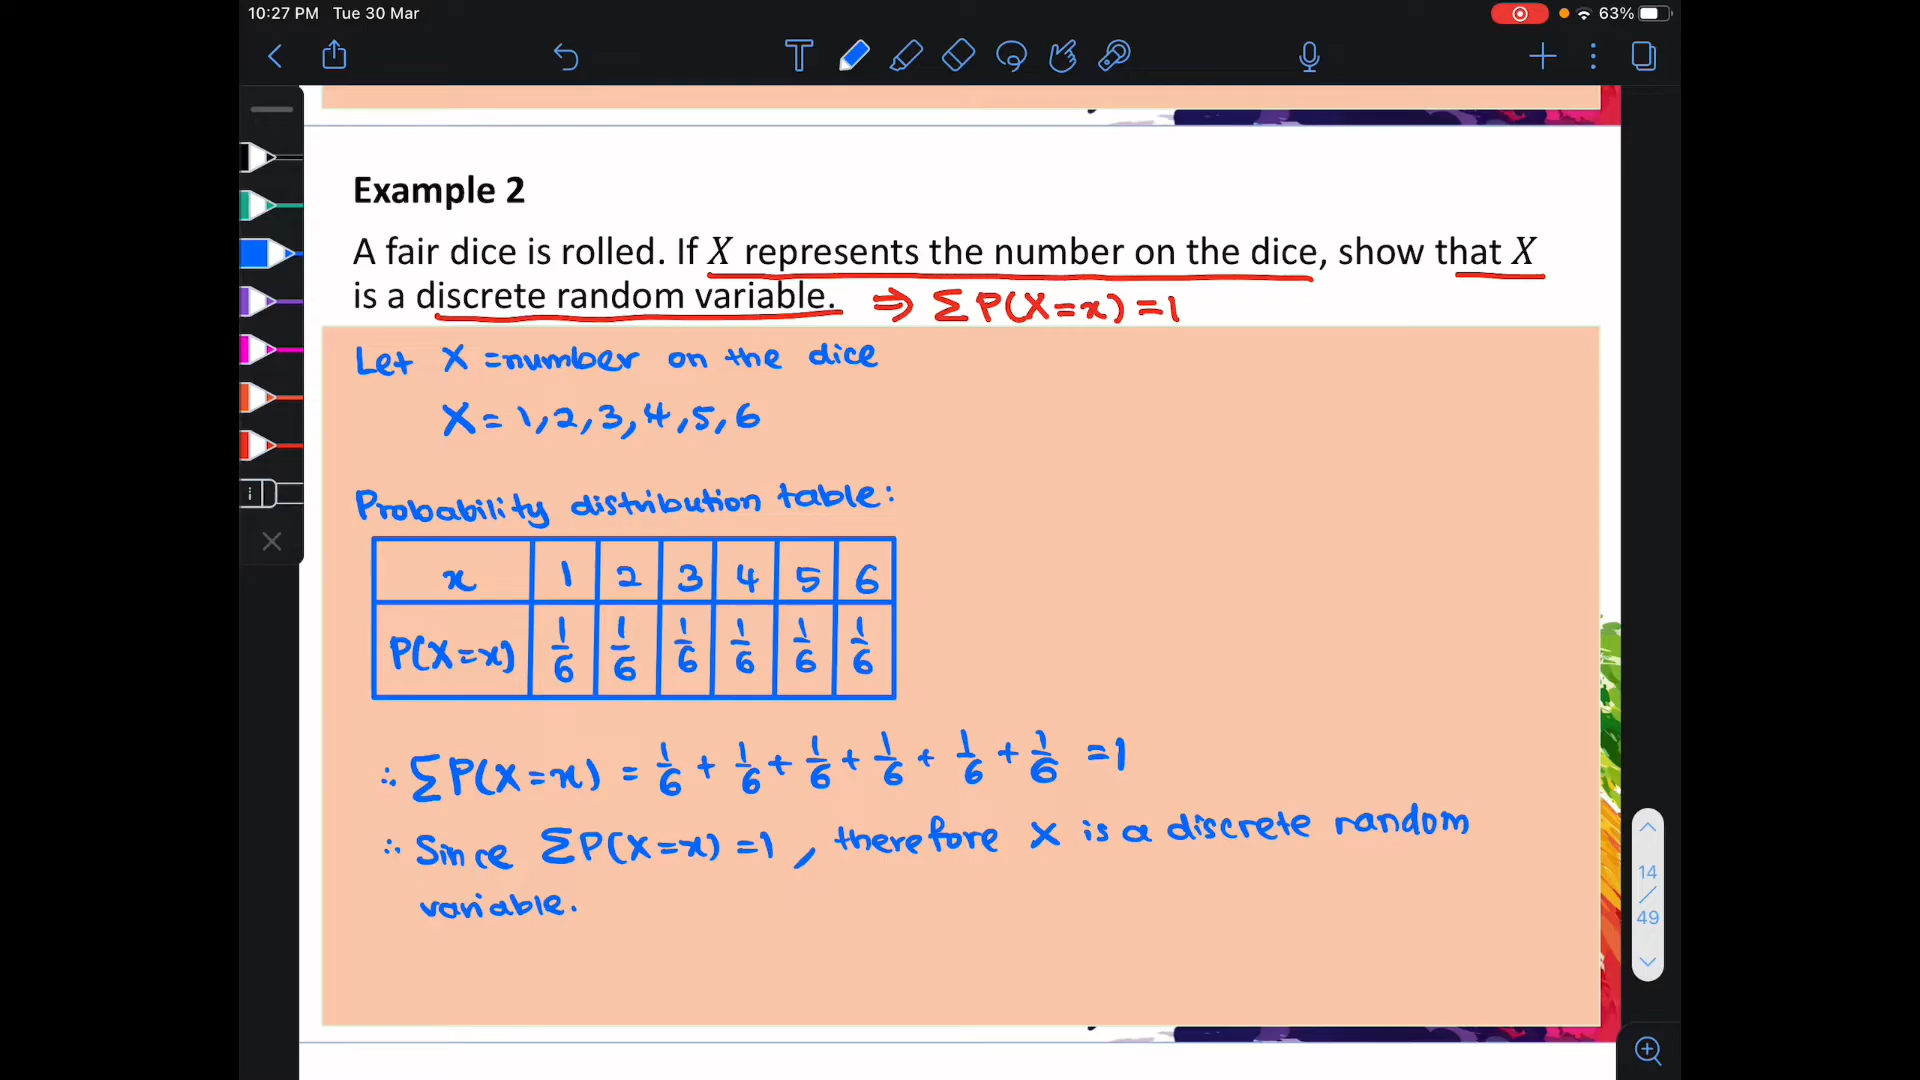 10:27 PM Tue 30 Mar
63%
Example 2
A fair dice is rolled. If X represents the number on the dice, show that X
is a discrete random variable. ⇒ ΣP(X=x)=1
Let X = number on the dice
X = 1,2,3,4,5,6
Probability distribution table:
x 1 2 3 4 5 6
P(X=x) 1/6 1/6 1/6 1/6 1/6 1/6
∴ ΣP(X=x) = 1/6 + 1/6 + 1/6 + 1/6 + 1/6 + 1/6 = 1
∴ Since ΣP(X=x) = 1, therefore X is a discrete random
variable.
14
/
49